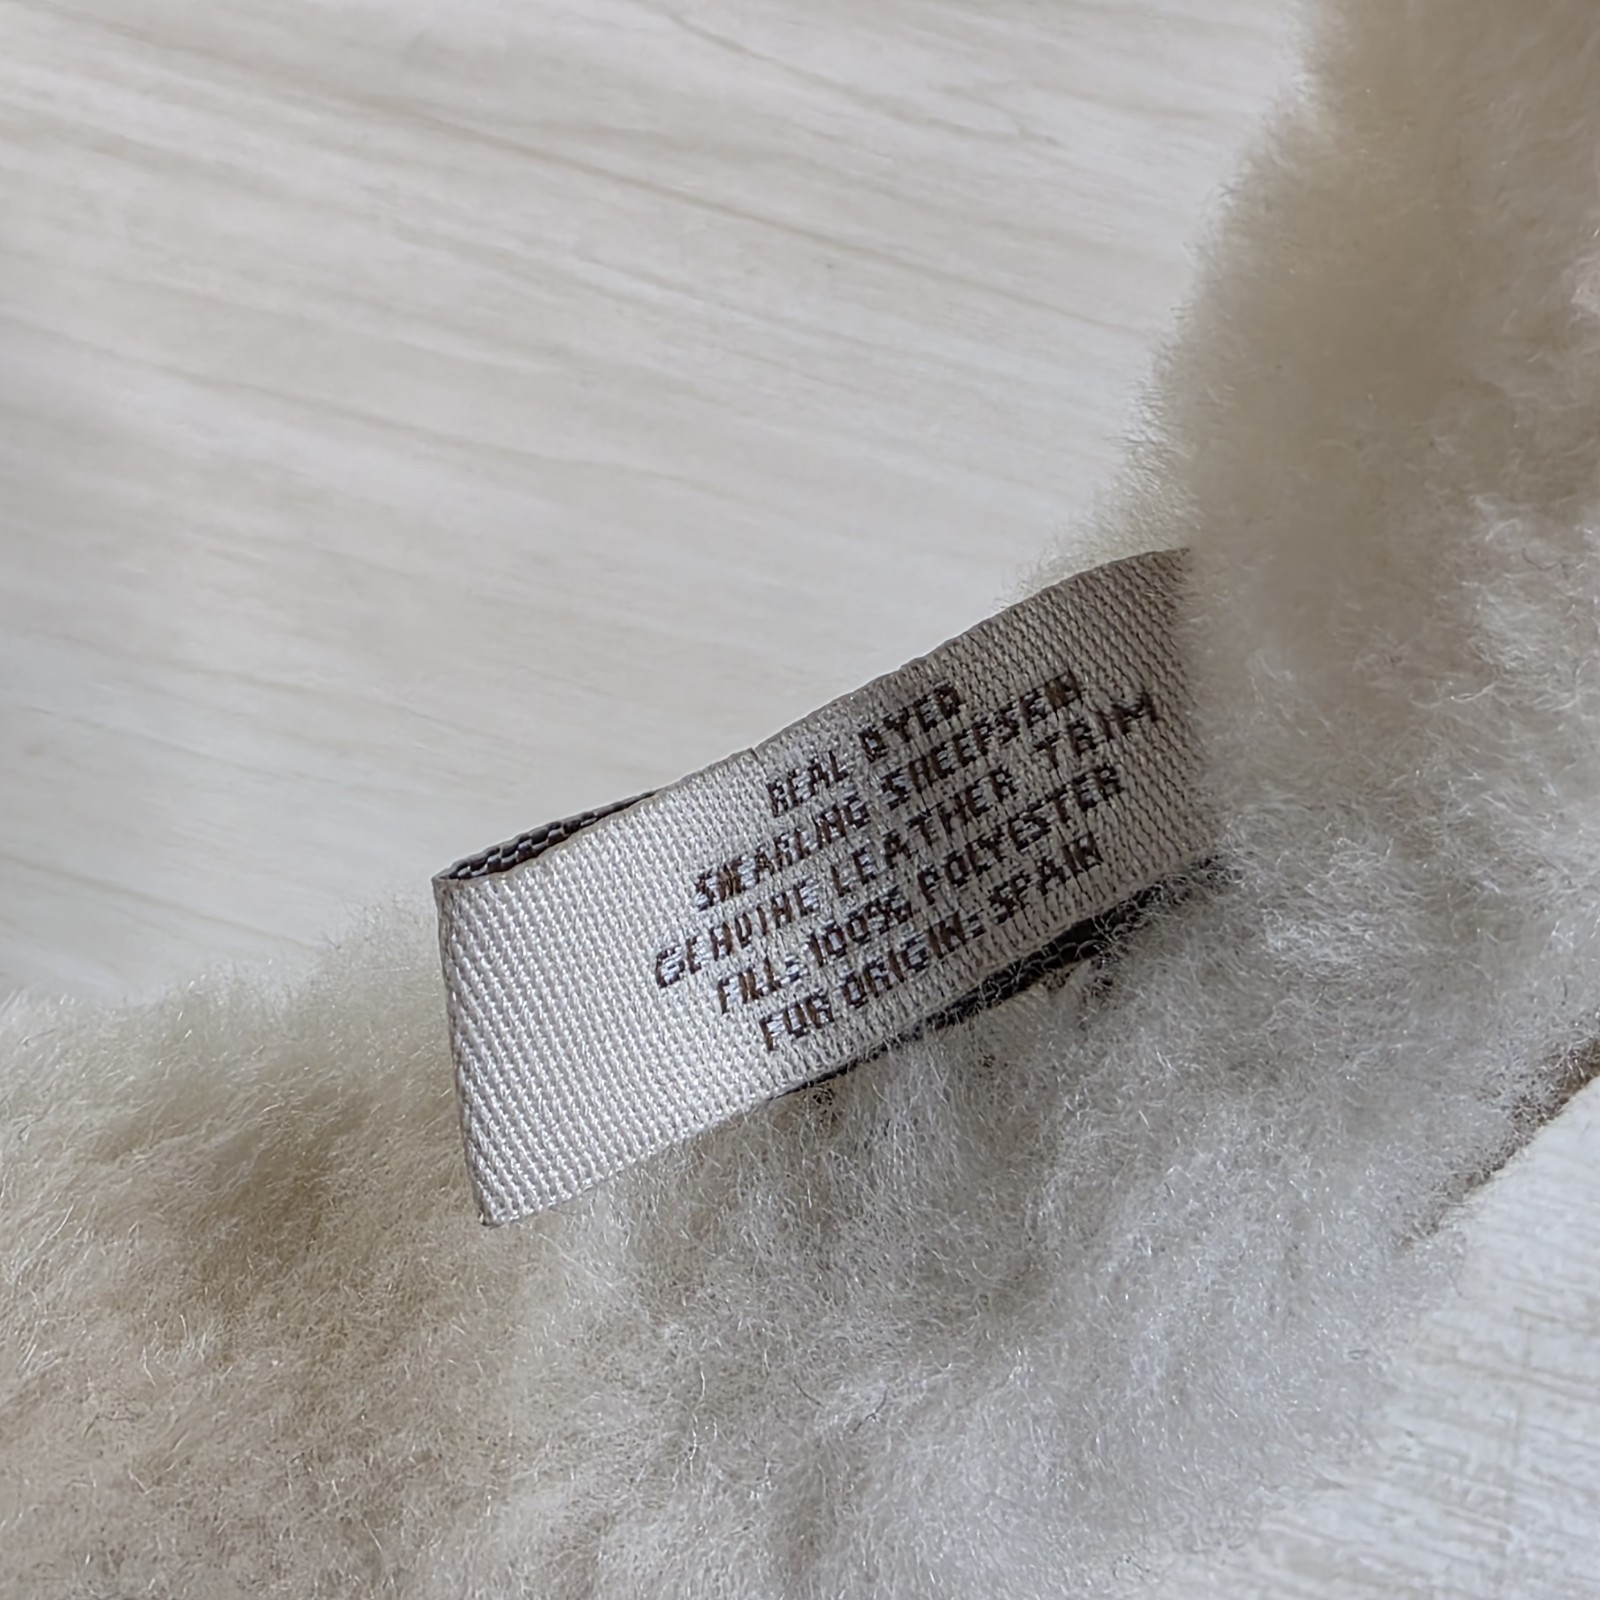 REAL DYED
SHEARLING SHEEPSKIN
GENUINE LEATHER TRIM
FILL: 100% POLYESTER
FUR ORIGIN: SPAIN